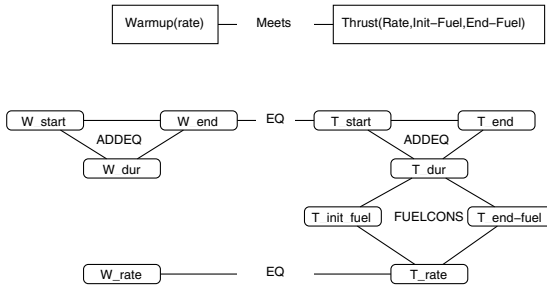 Warmup(rate) Meets Thrust(Rate,Init-Fuel,End-Fuel)
W start W end EQ T start T end
ADDEQ ADDEQ
W dur T dur
T init fuel FUELCONS T end-fuel
W_rate EQ T_rate